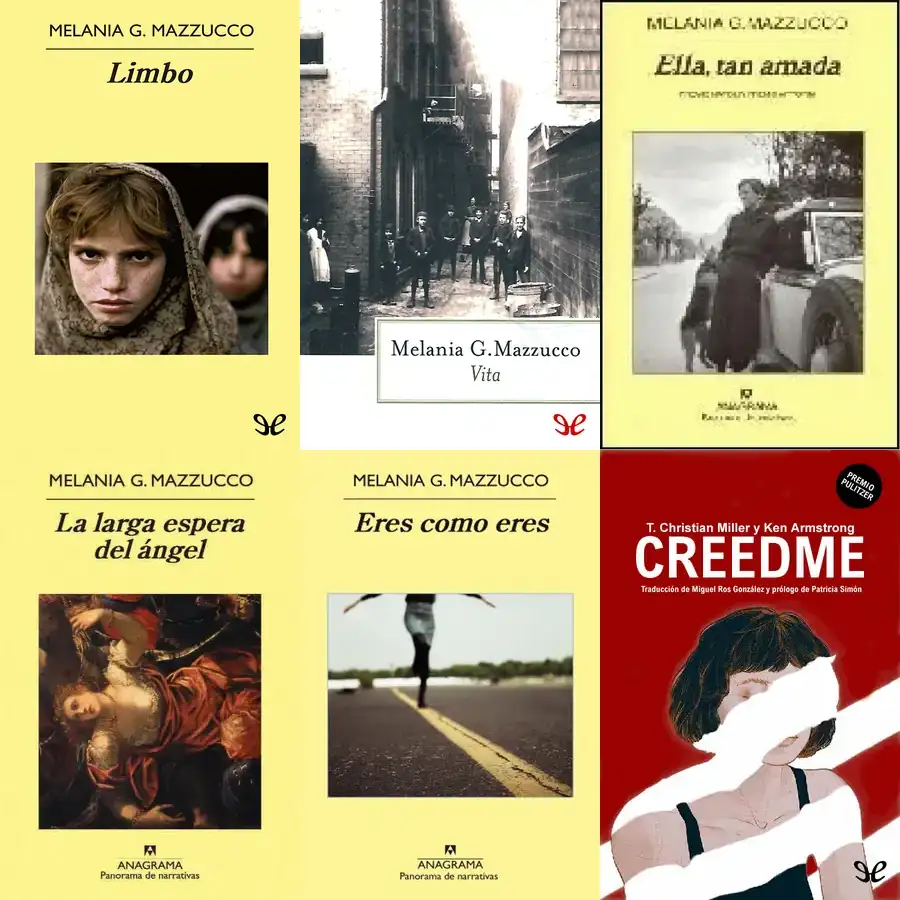 MELANIA G. MAZZUCCO
Limbo
Melania G. Mazzucco
Vita
MELANIA G. MAZZUCCO
Ella, tan amada
ANAGRAMA
MELANIA G. MAZZUCCO
La larga espera
del ángel
ANAGRAMA
Panorama de narrativas
MELANIA G. MAZZUCCO
Eres como eres
ANAGRAMA
Panorama de narrativas
PREMIO
PULITZER
T. Christian Miller y Ken Armstrong
CREEDME
Traducción de Miguel Ros González y prólogo de Patricia Simón